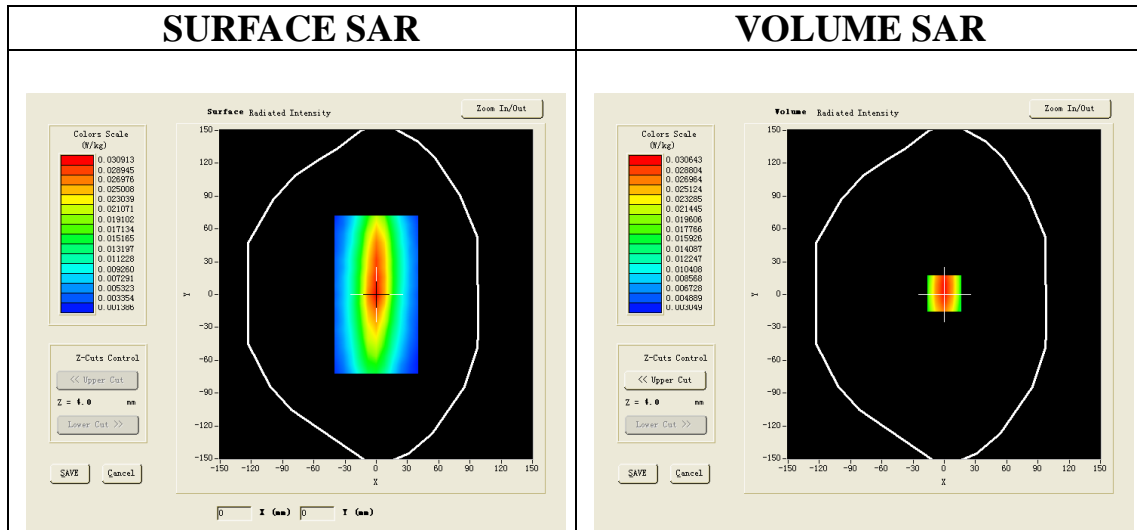 SURFACE SAR
VOLUME SAR
Surface Radiated Intensity
Zoom In/Out
Colors Scale
(W/kg)
0.030913
0.028945
0.026976
0.025008
0.023039
0.021071
0.019102
0.017134
0.015165
0.013197
0.011228
0.009260
0.007291
0.005323
0.003354
0.001386
150
120
90
60
30
0
-30
-60
-90
-120
-150
Y
-150 -120 -90 -60 -30 0 30 60 90 120 150
X
Z-Cuts Control
<< Upper Cut
Z = 4.0 mm
Lower Cut >>
SAVE
Cancel
0 X (mm) 0 Y (mm)
Volume Radiated Intensity
Zoom In/Out
Colors Scale
(W/kg)
0.030643
0.028804
0.026964
0.025124
0.023285
0.021445
0.019606
0.017766
0.015926
0.014087
0.012247
0.010408
0.008568
0.006728
0.004889
0.003049
150
120
90
60
30
0
-30
-60
-90
-120
-150
Y
-150 -120 -90 -60 -30 0 30 60 90 120 150
X
Z-Cuts Control
<< Upper Cut
Z = 4.0 mm
Lower Cut >>
SAVE
Cancel